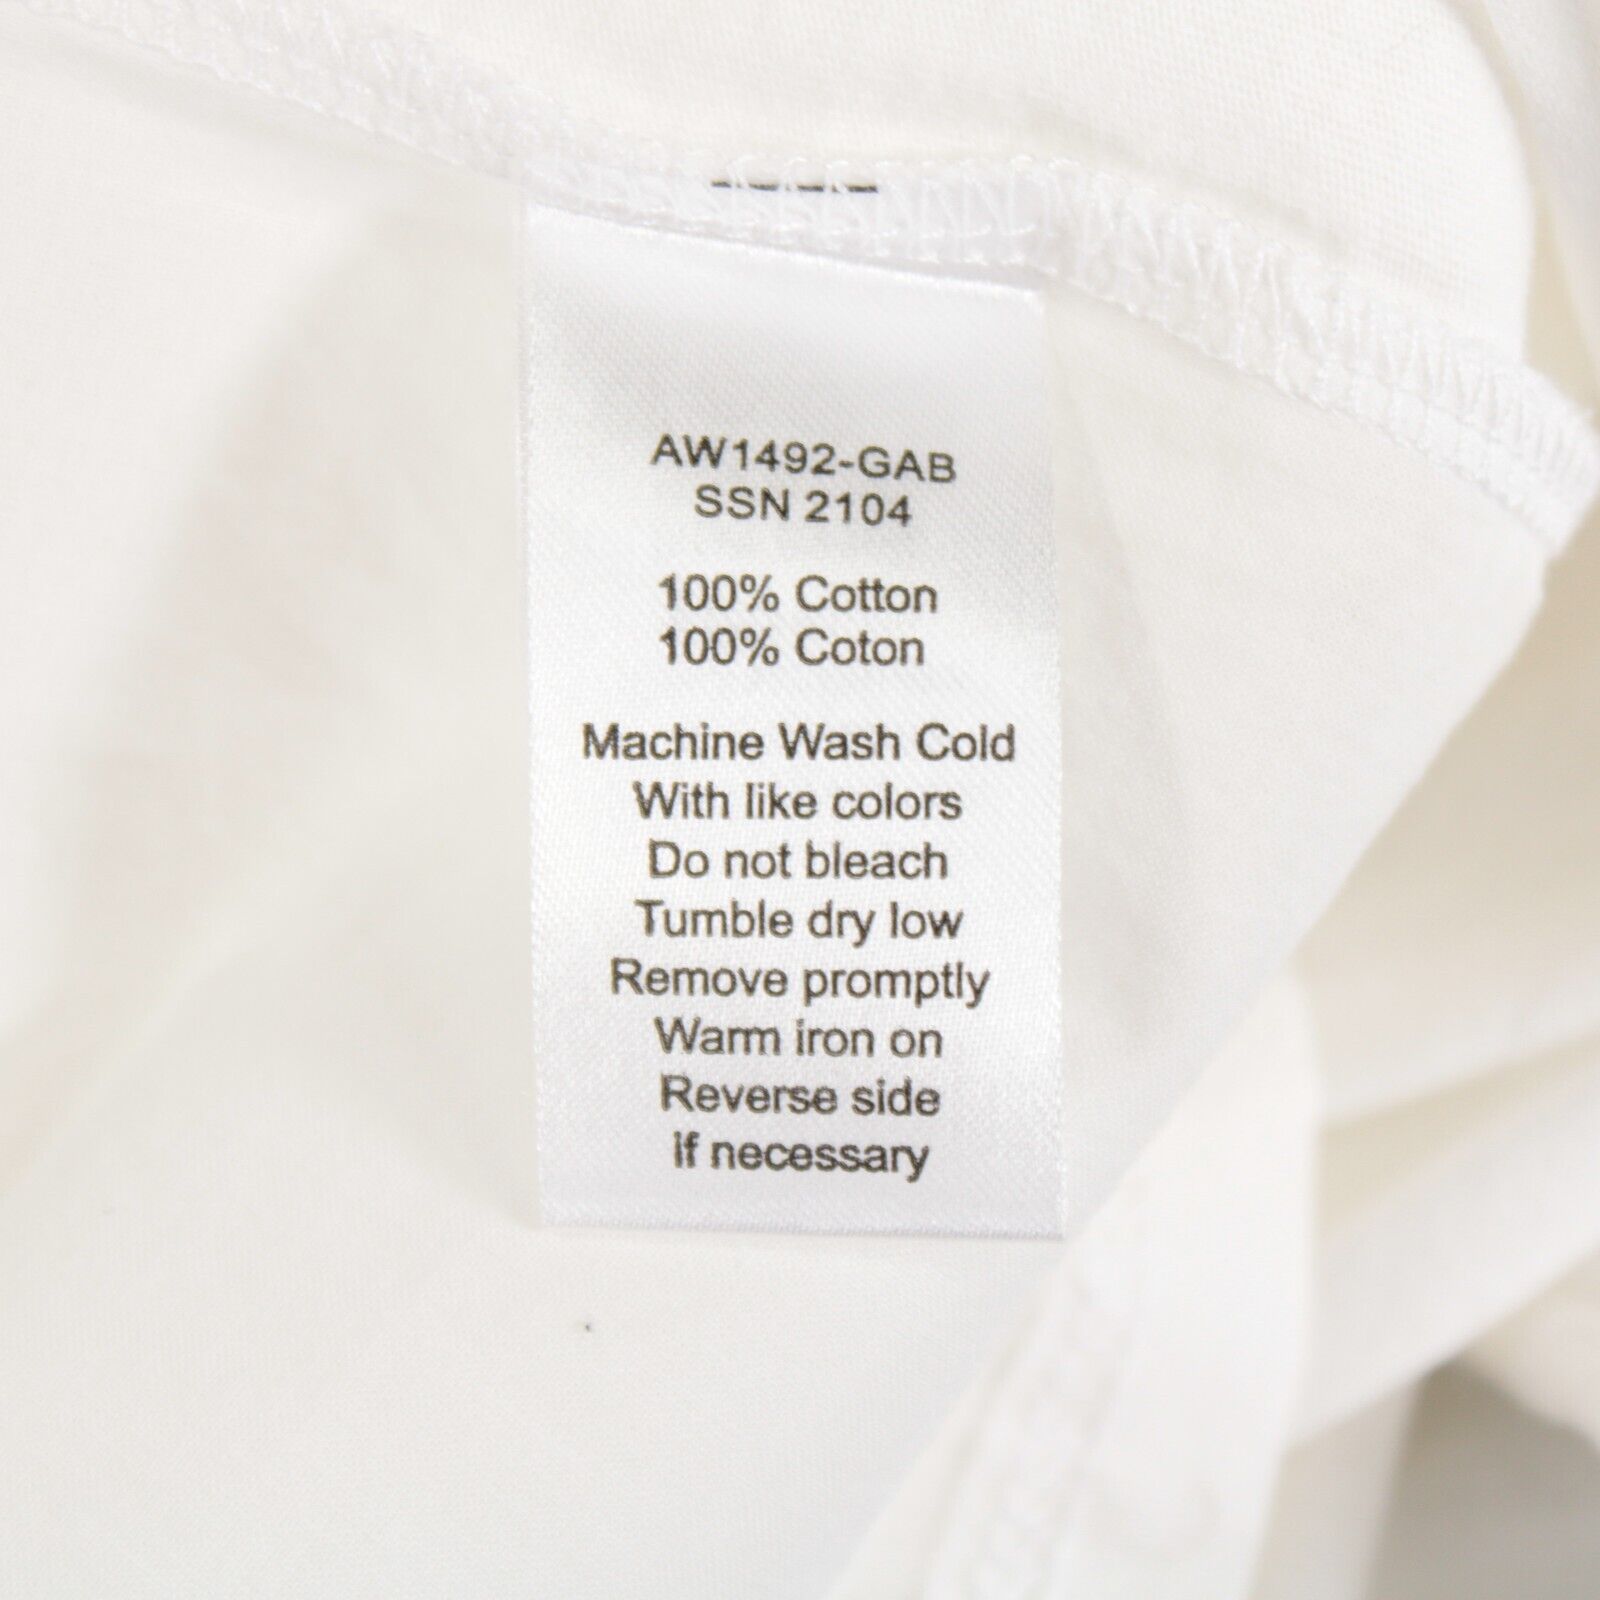 AW1492-GAB
SSN 2104
100% Cotton
100% Coton
Machine Wash Cold
With like colors
Do not bleach
Tumble dry low
Remove promptly
Warm iron on
Reverse side
If necessary